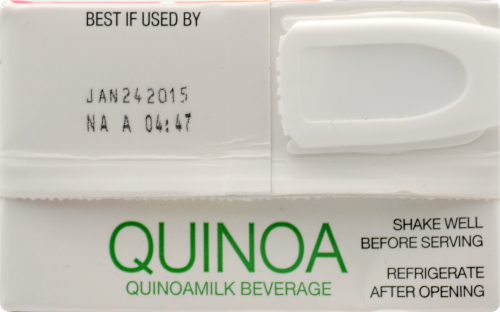 BEST IF USED BY
JAN242015
NA A 04:47
QUINOA
QUINOAMILK BEVERAGE
SHAKE WELL
BEFORE SERVING
REFRIGERATE
AFTER OPENING